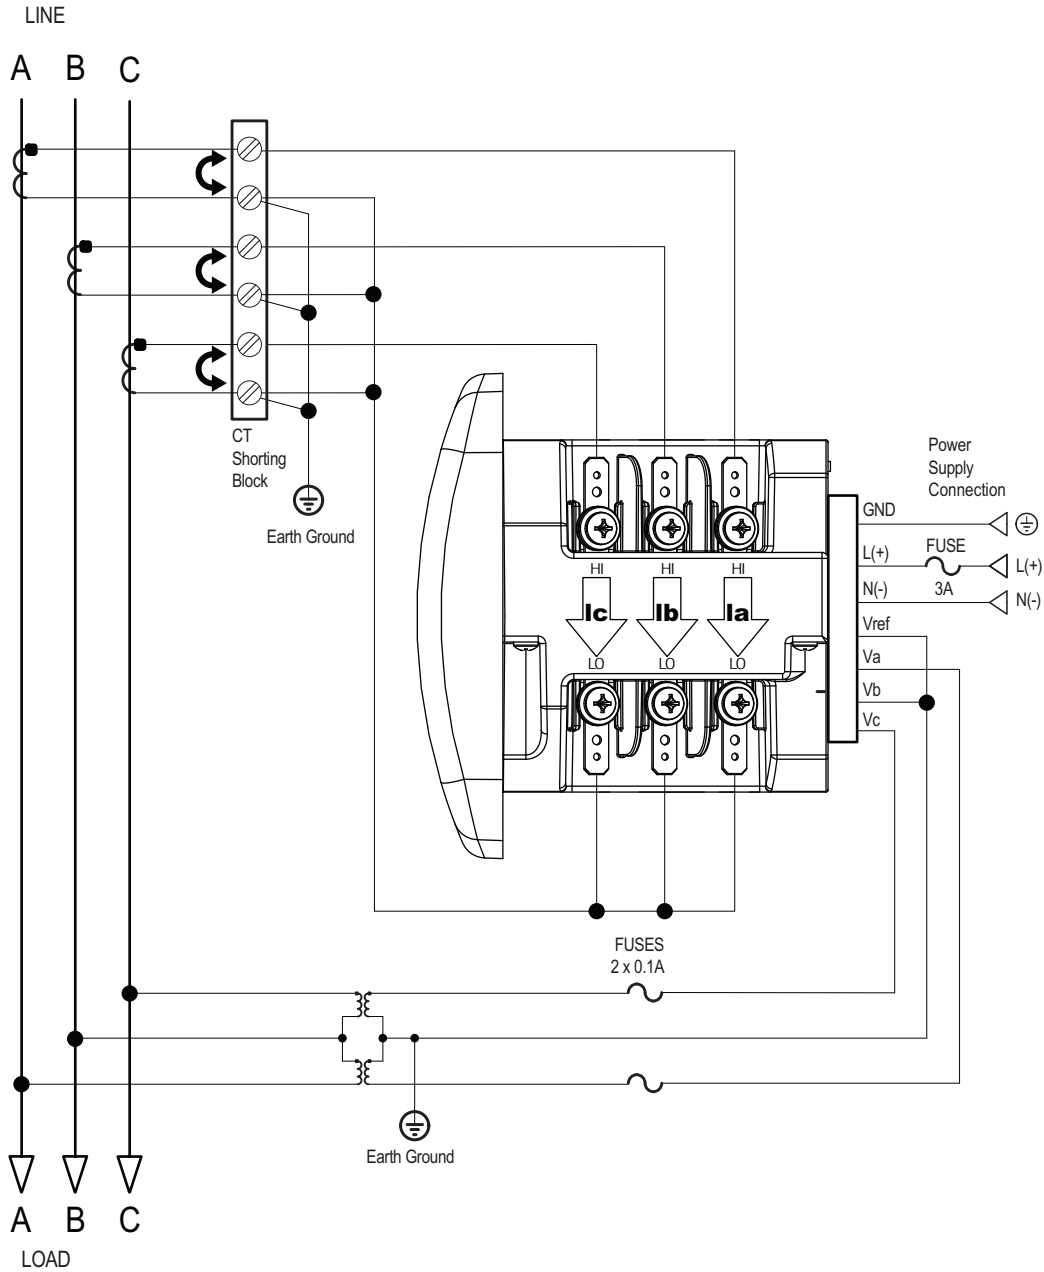 LINE
A B C
CT
Shorting
Block
Earth Ground
Power
Supply
Connection
GND
L(+)
FUSE
L(+)
N(-)
3A
N(-)
HI HI HI
Ic Ib Ia
LO LO LO
Vref
Va
Vb
Vc
FUSES
2 x 0.1A
Earth Ground
A B C
LOAD